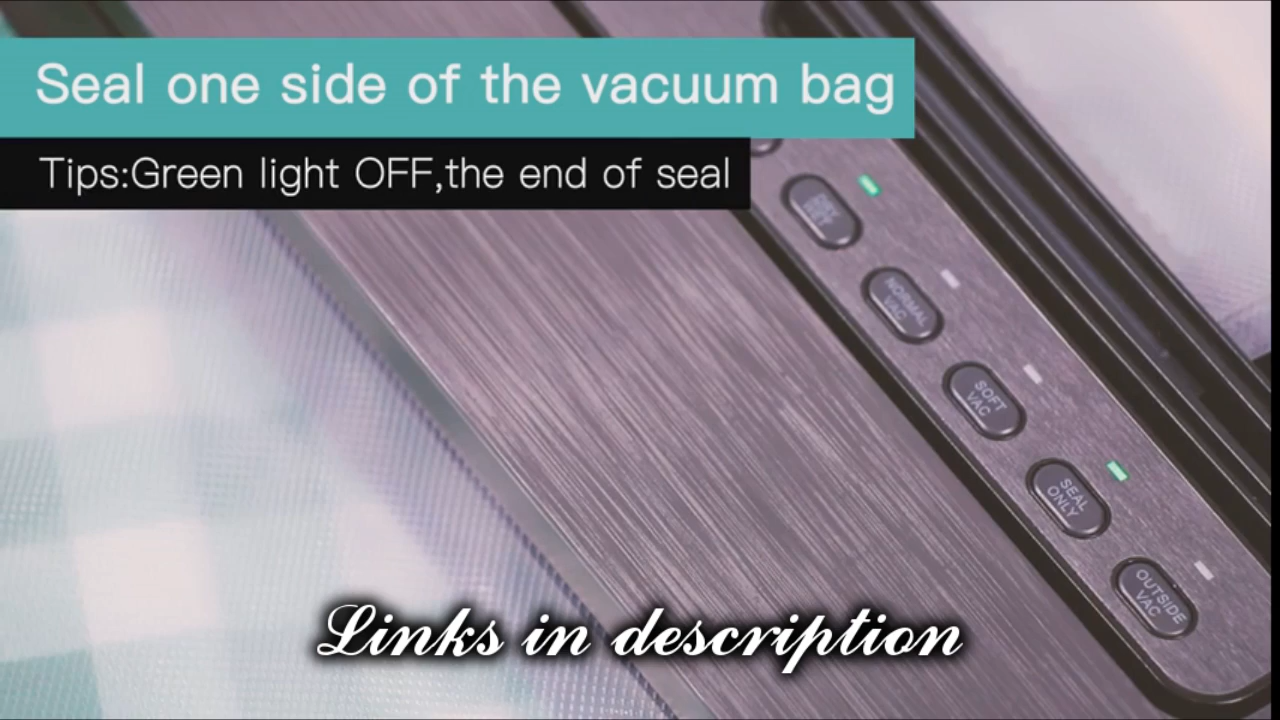 Seal one side of the vacuum bag
Tips:Green light OFF,the end of seal
NORMAL
VAC
SOFT
VAC
SEAL
ONLY
OUTSIDE
VAC
Links in description